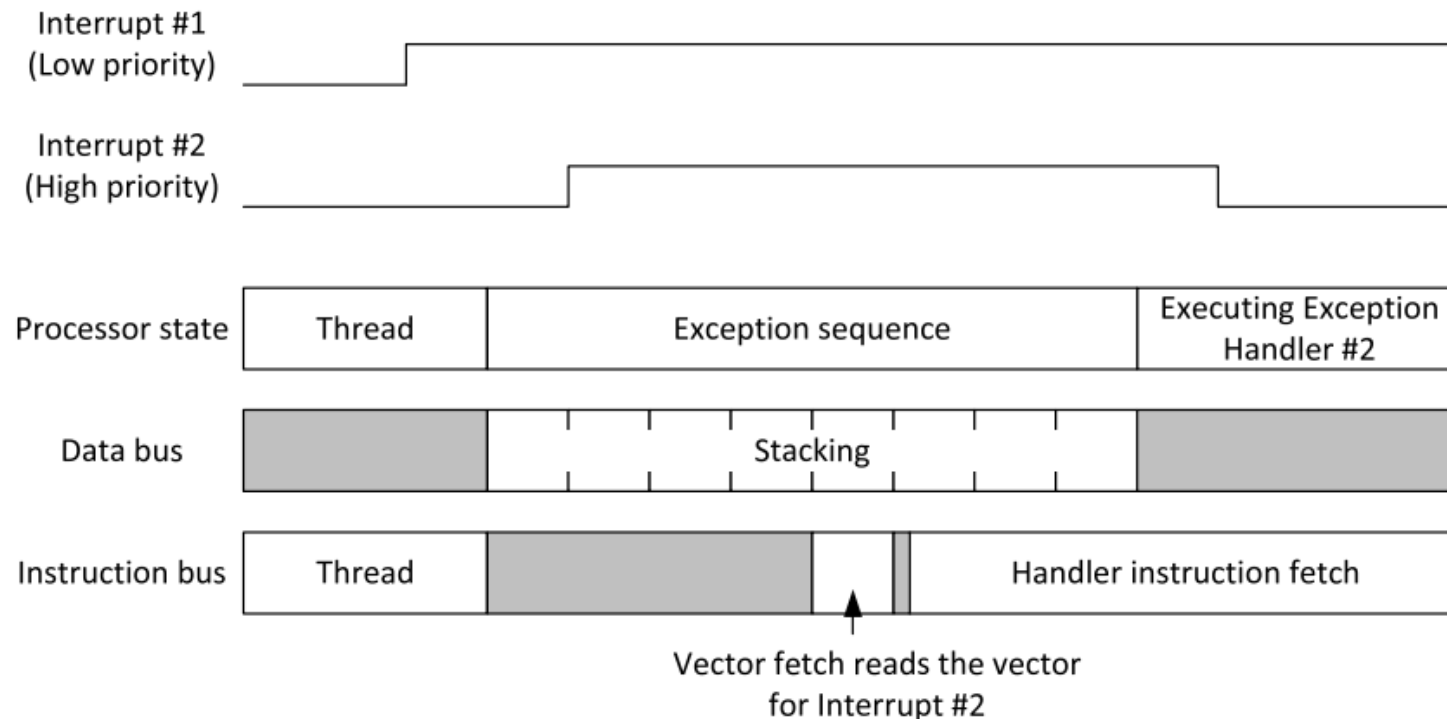 Interrupt #1
(Low priority)
Interrupt #2
(High priority)
Processor state
Thread
Exception sequence
Executing Exception
Handler #2
Data bus
Stacking
Instruction bus
Thread
Handler instruction fetch
Vector fetch reads the vector
for Interrupt #2